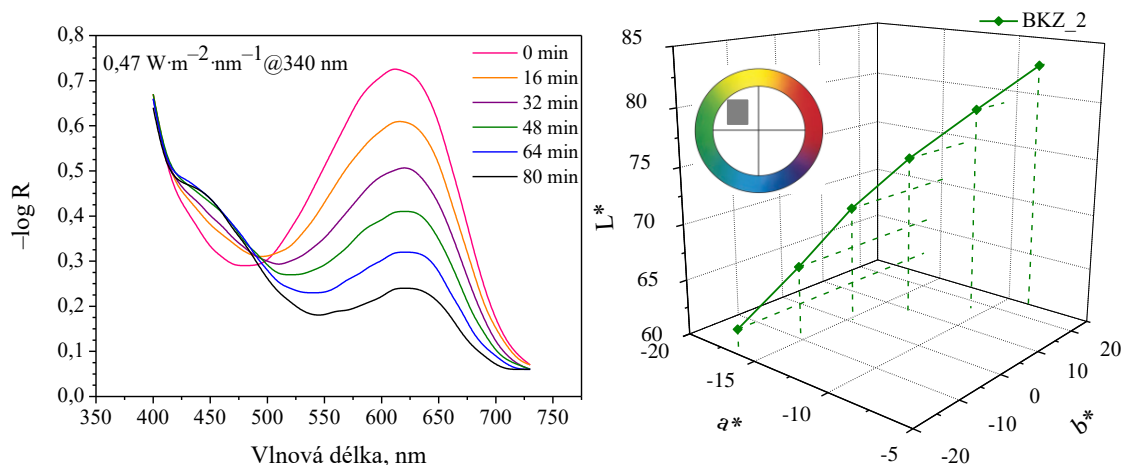 0,8
0,7
0,6
0,5
0,4
0,3
0,2
0,1
0,0
–log R
0,47 W·m⁻²·nm⁻¹@340 nm
0 min
16 min
32 min
48 min
64 min
80 min
350 400 450 500 550 600 650 700 750
Vlnová délka, nm
BKZ_2
85
80
75
70
65
60
L*
-20
-15
-10
-5
a*
-20
-10
0
10
20
b*